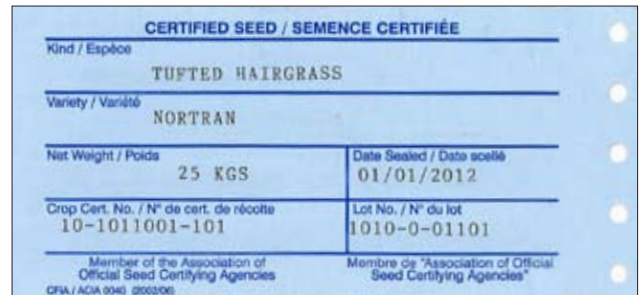 CERTIFIED SEED / SEMENCE CERTIFIÉE
Kind / Espèce
TUFTED HAIRGRASS
Variety / Variété
NORTRAN
Net Weight / Poids
25 KGS
Date Sealed / Date scellé
01/01/2012
Crop Cert. No. / N° de cert. de récolte
10-1011001-101
Lot No. / N° du lot
1010-0-01101
Member of the Association of
Official Seed Certifying Agencies
Membre de "Association of Official
Seed Certifying Agencies"
CFIA / ACIA 0040 (2002/06)